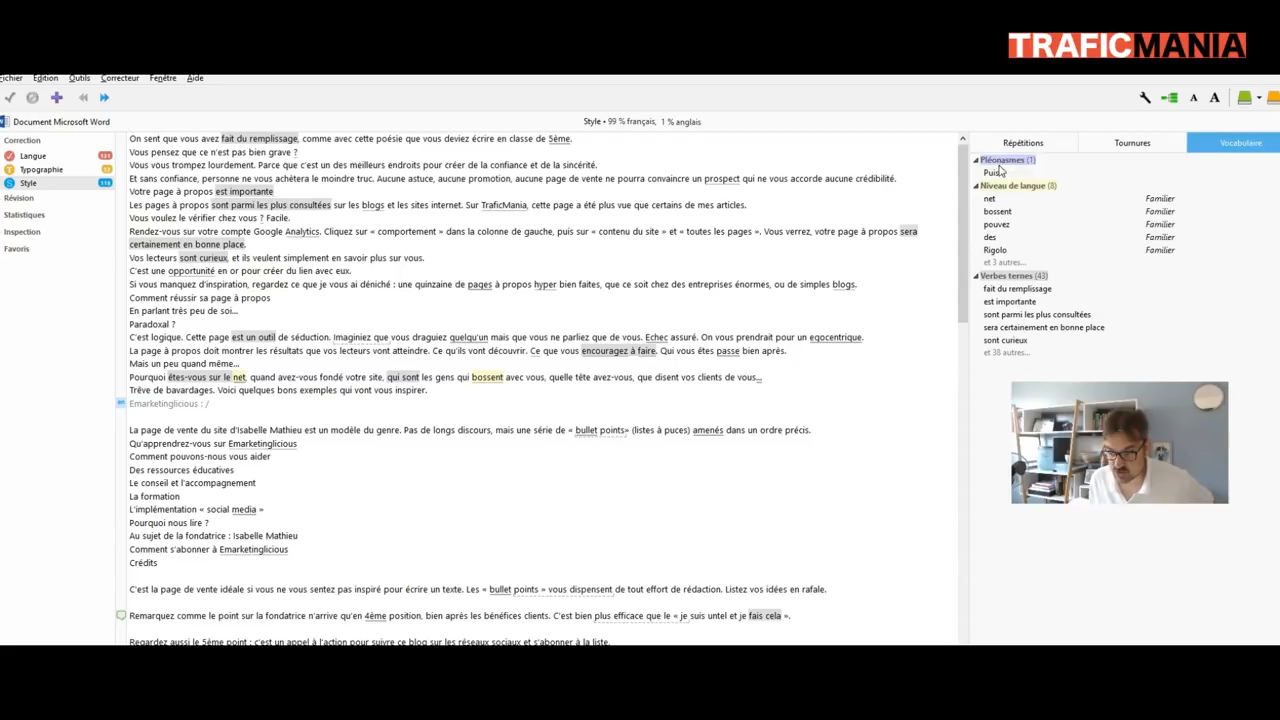 TRAFICMANIA
Fichier Edition Outils Correcteur Fenêtre Aide
A A
Document Microsoft Word
Style • 99 % français, 1 % anglais
Correction
Langue 131
Typographie
Style 118
Révision
Statistiques
Inspection
Favoris
On sent que vous avez fait du remplissage, comme avec cette poésie que vous deviez écrire en classe de 5ème.
Vous pensez que ce n'est pas bien grave ?
Vous vous trompez lourdement. Parce que c'est un des meilleurs endroits pour créer de la confiance et de la sincérité.
Et sans confiance, personne ne vous achètera le moindre truc. Aucune astuce, aucune promotion, aucune page de vente ne pourra convaincre un prospect qui ne vous accorde aucune crédibilité.
Votre page à propos est importante
Les pages à propos sont parmi les plus consultées sur les blogs et les sites internet. Sur TraficMania, cette page a été plus vue que certains de mes articles.
Vous voulez le vérifier chez vous ? Facile.
Rendez-vous sur votre compte Google Analytics. Cliquez sur « comportement » dans la colonne de gauche, puis sur « contenu du site » et « toutes les pages ». Vous verrez, votre page à propos sera
certainement en bonne place.
Vos lecteurs sont curieux, et ils veulent simplement en savoir plus sur vous.
C'est une opportunité en or pour créer du lien avec eux.
Si vous manquez d'inspiration, regardez ce que je vous ai déniché : une quinzaine de pages à propos hyper bien faites, que ce soit chez des entreprises énormes, ou de simples blogs.
Comment réussir sa page à propos
En parlant très peu de soi...
Paradoxal ?
C'est logique. Cette page est un outil de séduction. Imaginiez que vous draguiez quelqu'un mais que vous ne parliez que de vous. Echec assuré. On vous prendrait pour un egocentrique.
La page à propos doit montrer les résultats que vos lecteurs vont atteindre. Ce qu'ils vont découvrir. Ce que vous encouragez à faire. Qui vous êtes passe bien après.
Mais un peu quand même...
Pourquoi êtes-vous sur le net, quand avez-vous fondé votre site, qui sont les gens qui bossent avec vous, quelle tête avez-vous, que disent vos clients de vous...
Trêve de bavardages. Voici quelques bons exemples qui vont vous inspirer.
en Emarketinglicious : /
La page de vente du site d'Isabelle Mathieu est un modèle du genre. Pas de longs discours, mais une série de « bullet points» (listes à puces) amenés dans un ordre précis.
Qu'apprendrez-vous sur Emarketinglicious
Comment pouvons-nous vous aider
Des ressources éducatives
Le conseil et l'accompagnement
La formation
L'implémentation « social media »
Pourquoi nous lire ?
Au sujet de la fondatrice : Isabelle Mathieu
Comment s'abonner à Emarketinglicious
Crédits
C'est la page de vente idéale si vous ne vous sentez pas inspiré pour écrire un texte. Les « bullet points » vous dispensent de tout effort de rédaction. Listez vos idées en rafale.
Remarquez comme le point sur la fondatrice n'arrive qu'en 4ème position, bien après les bénéfices clients. C'est bien plus efficace que le « je suis untel et je fais cela ».
Regardez aussi le 5ème point : c'est un appel à l'action pour suivre ce blog sur les réseaux sociaux et s'abonner à la liste.
Répétitions Tournures Vocabulaire
Pléonasmes (1)
Niveau de langue (8)
net Familier
bossent Familier
pouvez Familier
des Familier
Rigolo Familier
et 3 autres...
Verbes ternes (43)
fait du remplissage
est importante
sont parmi les plus consultées
sera certainement en bonne place
sont curieux
et 38 autres...